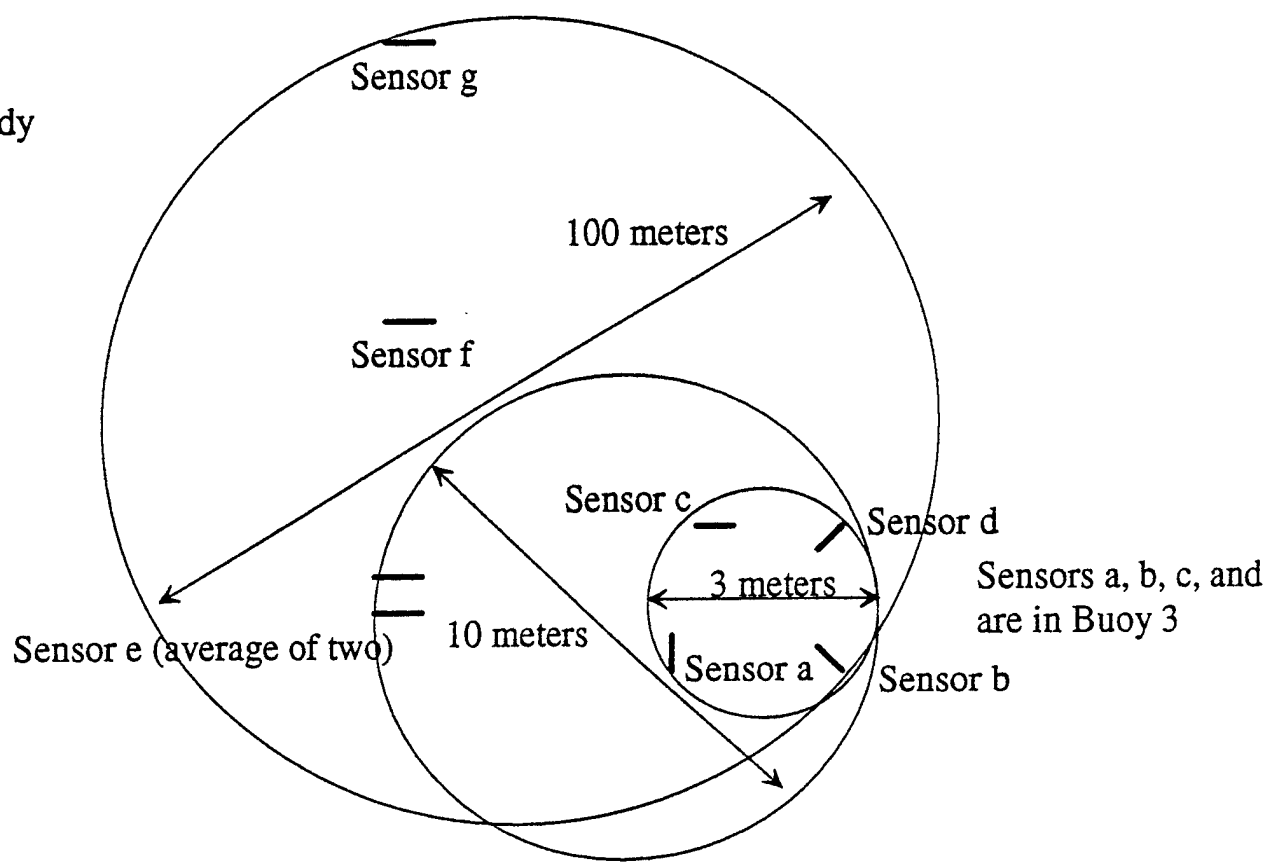 Sensor g
dy
100 meters
Sensor f
Sensor c
Sensor d
3 meters
Sensors a, b, c, and
are in Buoy 3
10 meters
Sensor e (average of two)
Sensor a
Sensor b